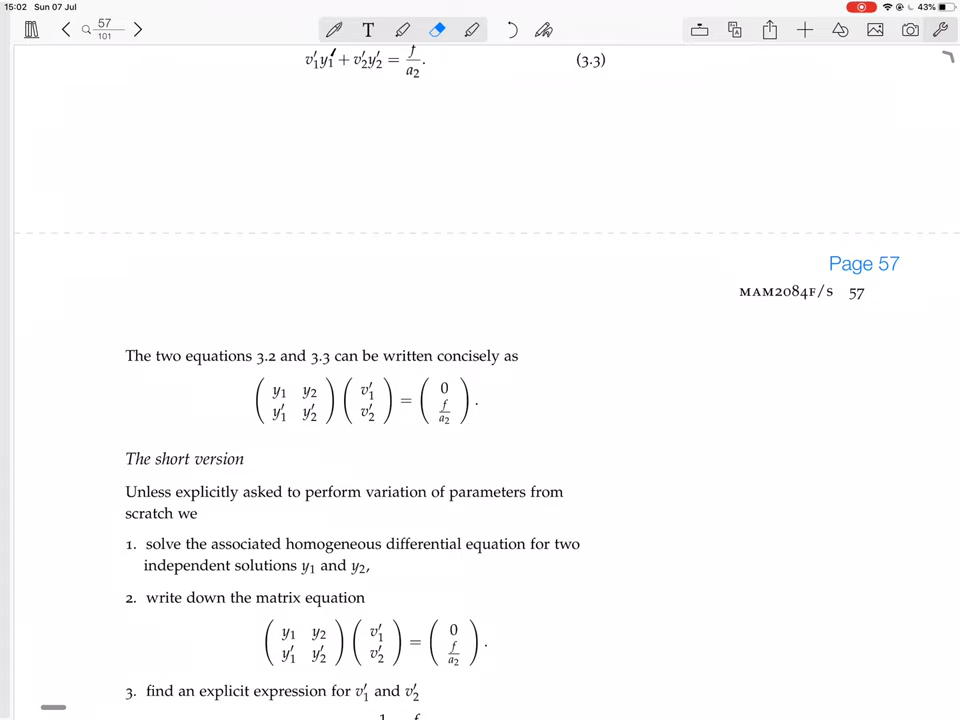 15:02 Sun 07 Jul
43%
57
101
T
v′₁y′₁ + v′₂y′₂ = f/a₂. (3.3)
Page 57
MAM2084F/S 57
The two equations 3.2 and 3.3 can be written concisely as
( y₁ y₂ ; y′₁ y′₂ ) ( v′₁ ; v′₂ ) = ( 0 ; f/a₂ ).
The short version
Unless explicitly asked to perform variation of parameters from
scratch we
1. solve the associated homogeneous differential equation for two
independent solutions y₁ and y₂,
2. write down the matrix equation
( y₁ y₂ ; y′₁ y′₂ ) ( v′₁ ; v′₂ ) = ( 0 ; f/a₂ ).
3. find an explicit expression for v′₁ and v′₂